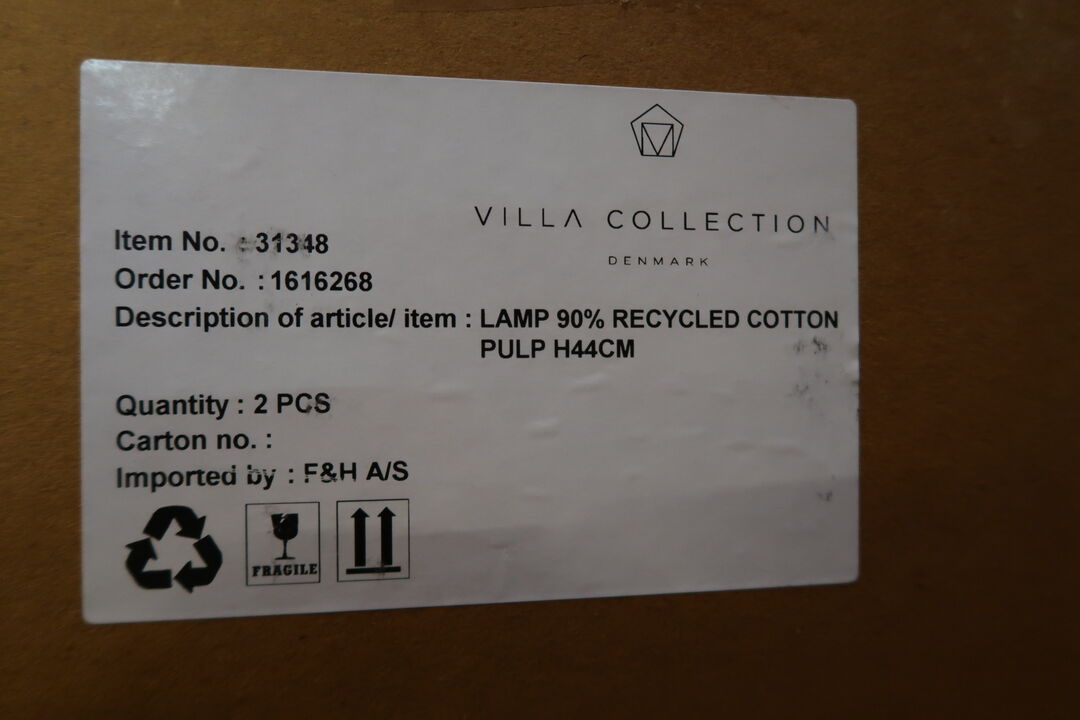 VILLA COLLECTION
DENMARK
Item No. : 31348
Order No. : 1616268
Description of article/ item : LAMP 90% RECYCLED COTTON
PULP H44CM
Quantity : 2 PCS
Carton no. :
Imported by : F&H A/S
FRAGILE